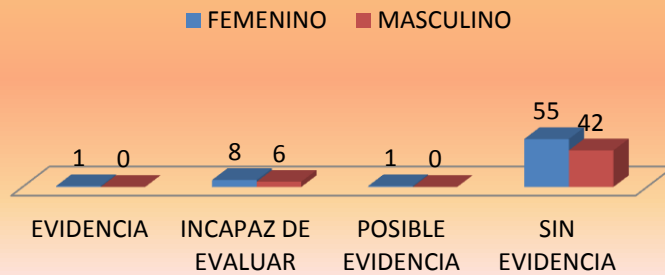 FEMENINO MASCULINO
1 0 8 6 1 0 55 42
EVIDENCIA INCAPAZ DE POSIBLE SIN
EVALUAR EVIDENCIA EVIDENCIA